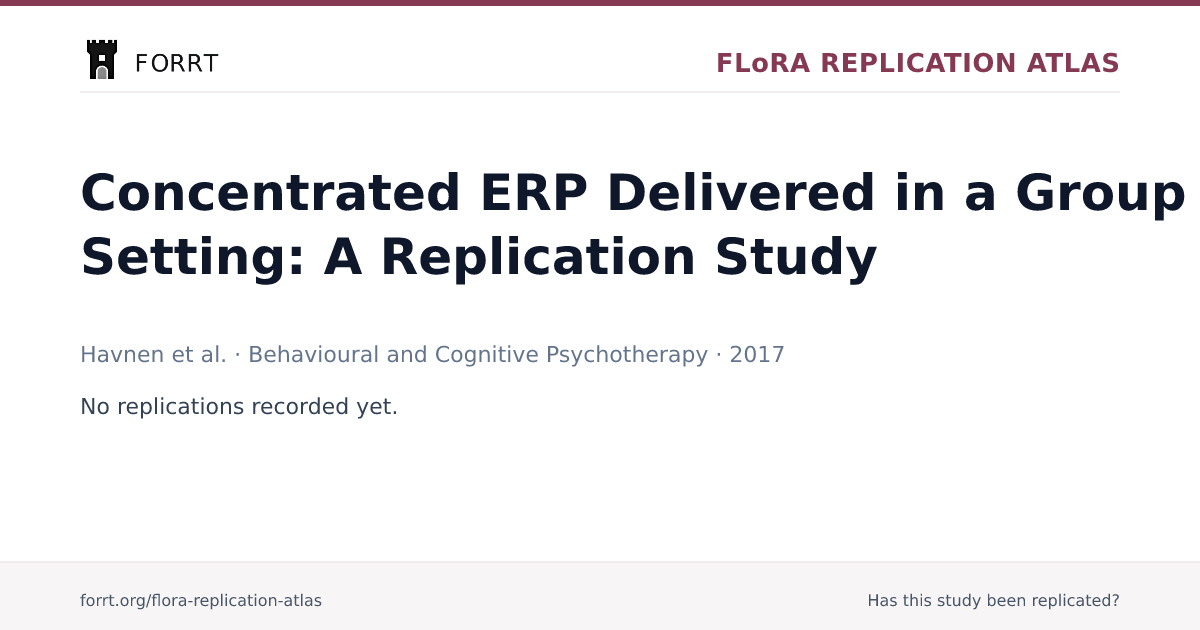 FORRT
FLoRA REPLICATION ATLAS
Concentrated ERP Delivered in a Group
Setting: A Replication Study
Havnen et al. · Behavioural and Cognitive Psychotherapy · 2017
No replications recorded yet.
forrt.org/flora-replication-atlas
Has this study been replicated?